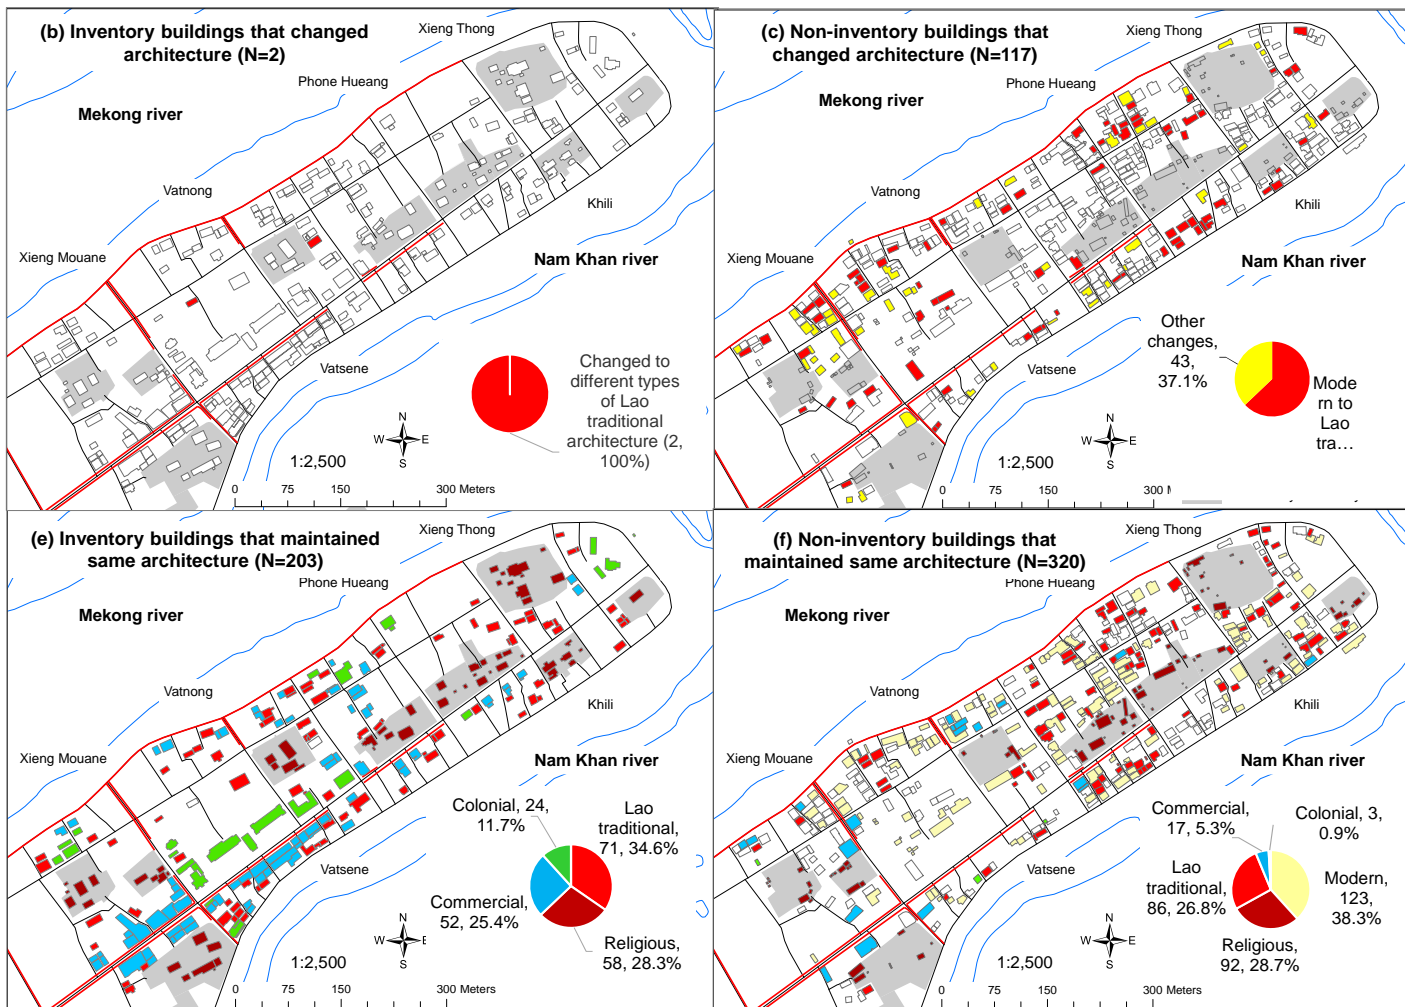 (b) Inventory buildings that changed
architecture (N=2)
Xieng Thong
Phone Hueang
Mekong river
Vatnong
Khili
Xieng Mouane
Nam Khan river
Vatsene
Changed to
different types
of Lao
traditional
architecture (2,
100%)
N
W E
S
1:2,500
0 75 150 300 Meters
(c) Non-inventory buildings that
changed architecture (N=117)
Xieng Thong
Phone Hueang
Mekong river
Vatnong
Khili
Xieng Mouane
Nam Khan river
Vatsene
Other
changes,
43,
37.1%
Mode
rn to
Lao
tra…
N
W E
S
1:2,500
0 75 150 300
(e) Inventory buildings that maintained
same architecture (N=203)
Xieng Thong
Phone Hueang
Mekong river
Vatnong
Khili
Xieng Mouane
Nam Khan river
Vatsene
Colonial, 24,
11.7%
Lao
traditional,
71, 34.6%
Commercial,
52, 25.4%
Religious,
58, 28.3%
N
W E
S
1:2,500
0 75 150 300 Meters
(f) Non-inventory buildings that
maintained same architecture (N=320)
Xieng Thong
Phone Hueang
Mekong river
Vatnong
Khili
Xieng Mouane
Nam Khan river
Vatsene
Commercial,
17, 5.3%
Colonial, 3,
0.9%
Lao
traditional,
86, 26.8%
Modern,
123,
38.3%
Religious,
92, 28.7%
N
W E
S
1:2,500
0 75 150 300 Meters